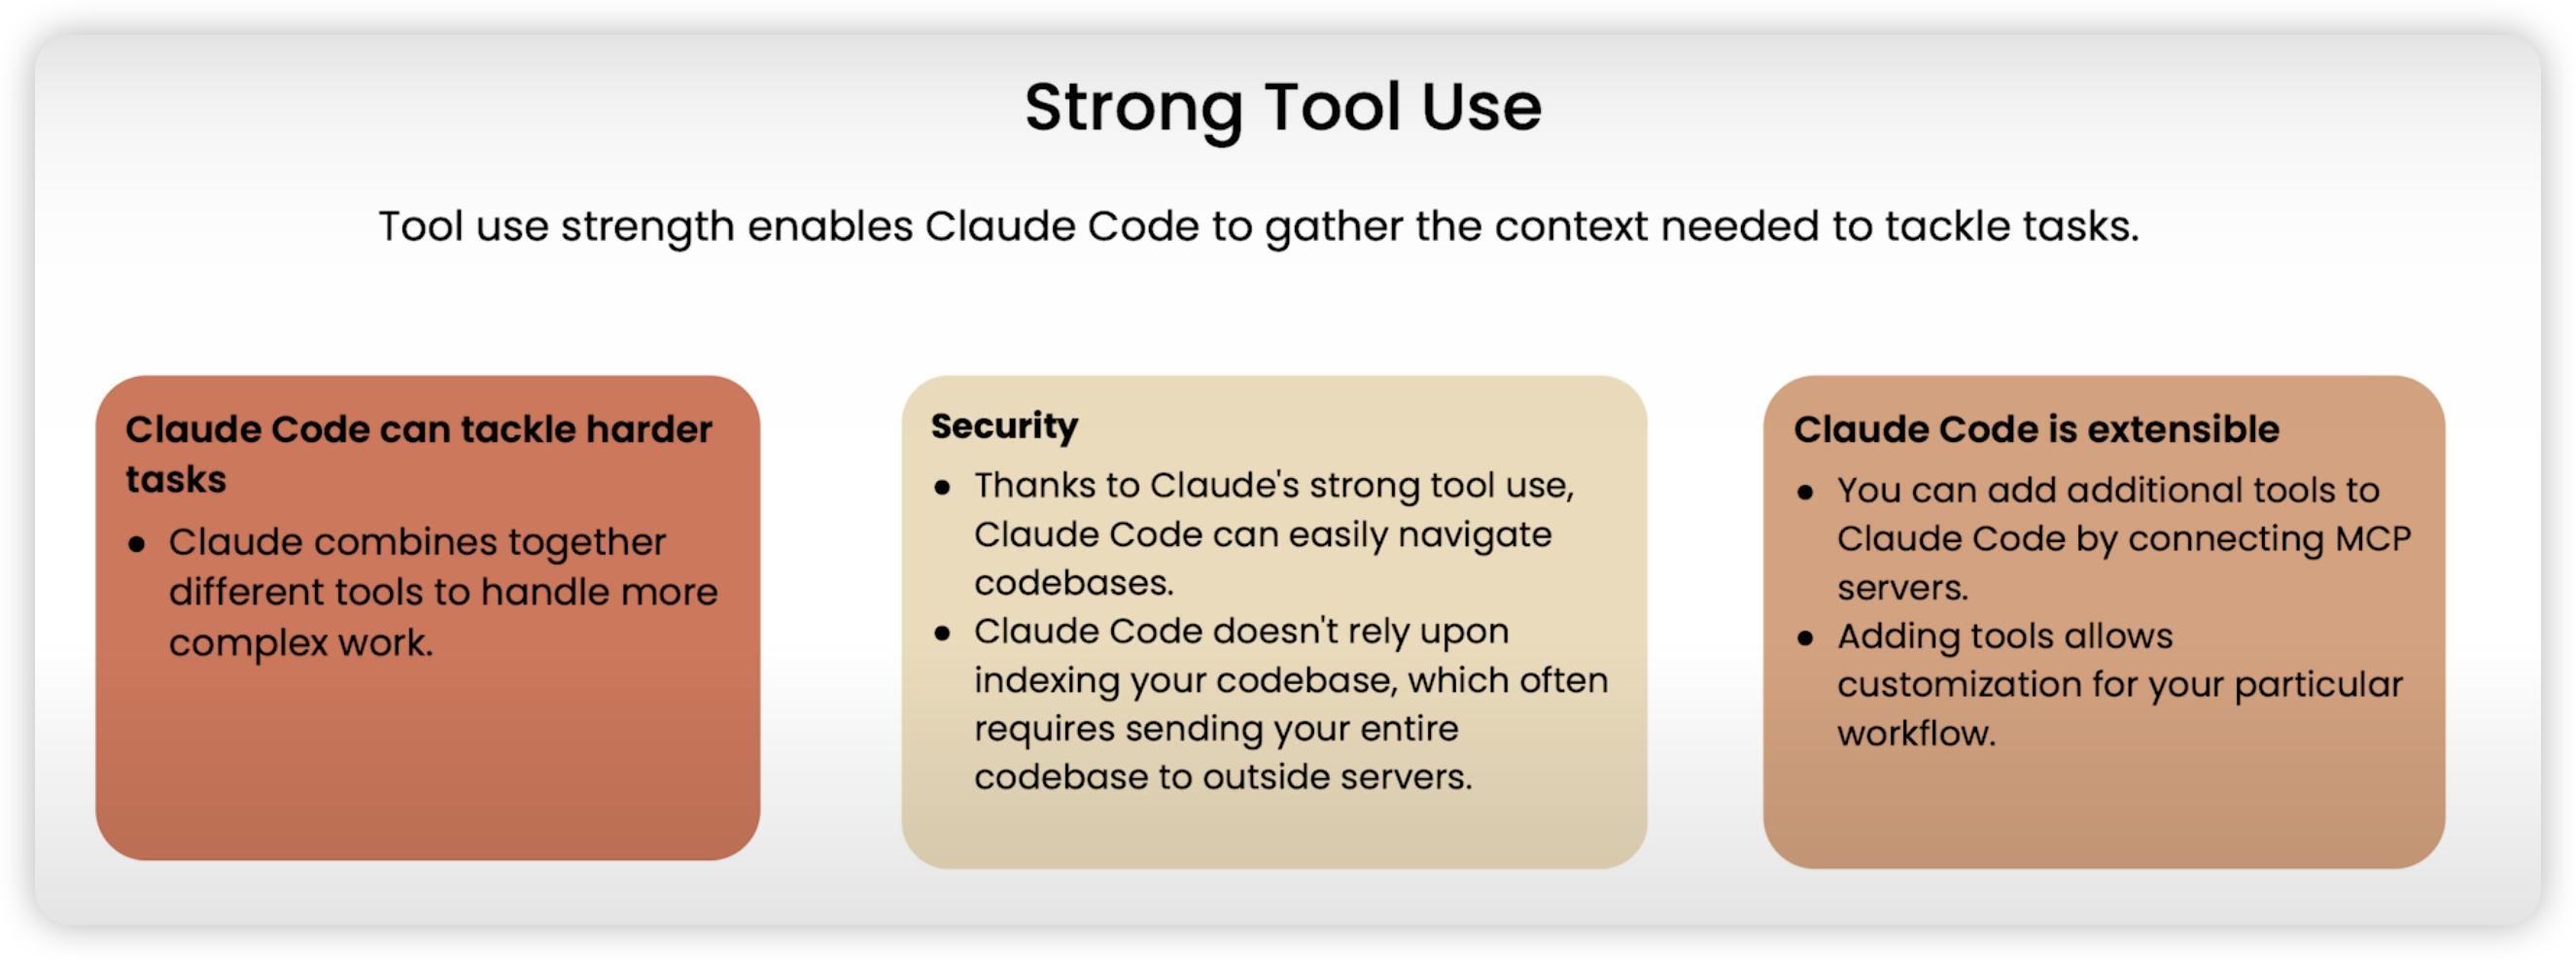 Strong Tool Use
Tool use strength enables Claude Code to gather the context needed to tackle tasks.
Claude Code can tackle harder
tasks
● Claude combines together
different tools to handle more
complex work.
Security
● Thanks to Claude's strong tool use,
Claude Code can easily navigate
codebases.
● Claude Code doesn't rely upon
indexing your codebase, which often
requires sending your entire
codebase to outside servers.
Claude Code is extensible
● You can add additional tools to
Claude Code by connecting MCP
servers.
● Adding tools allows
customization for your particular
workflow.